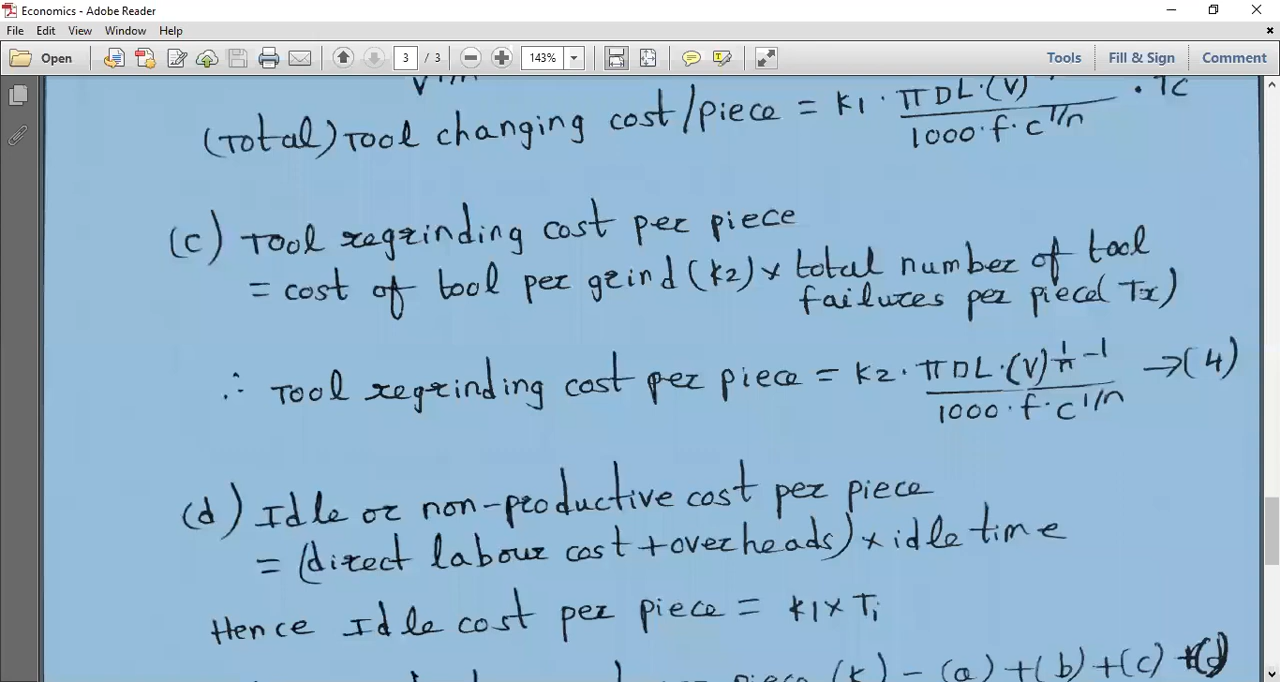 Economics - Adobe Reader
File Edit View Window Help
Open 3 / 3 143% Tools Fill & Sign Comment
(Total) Tool changing cost/piece = K1 · πDL·(V) / 1000·f·C^1/n · Tc
(c) Tool regrinding cost per piece
= cost of tool per grind (K2) × total number of tool
failures per piece (Tx)
∴ Tool regrinding cost per piece = K2 · πDL·(V)^1/n −1 / 1000·f·C^1/n → (4)
(d) Idle or non-productive cost per piece
= (direct labour cost + overheads) × idle time
Hence Idle cost per piece = K1 × Ti
piece (K) = (a) + (b) + (c) + (d)